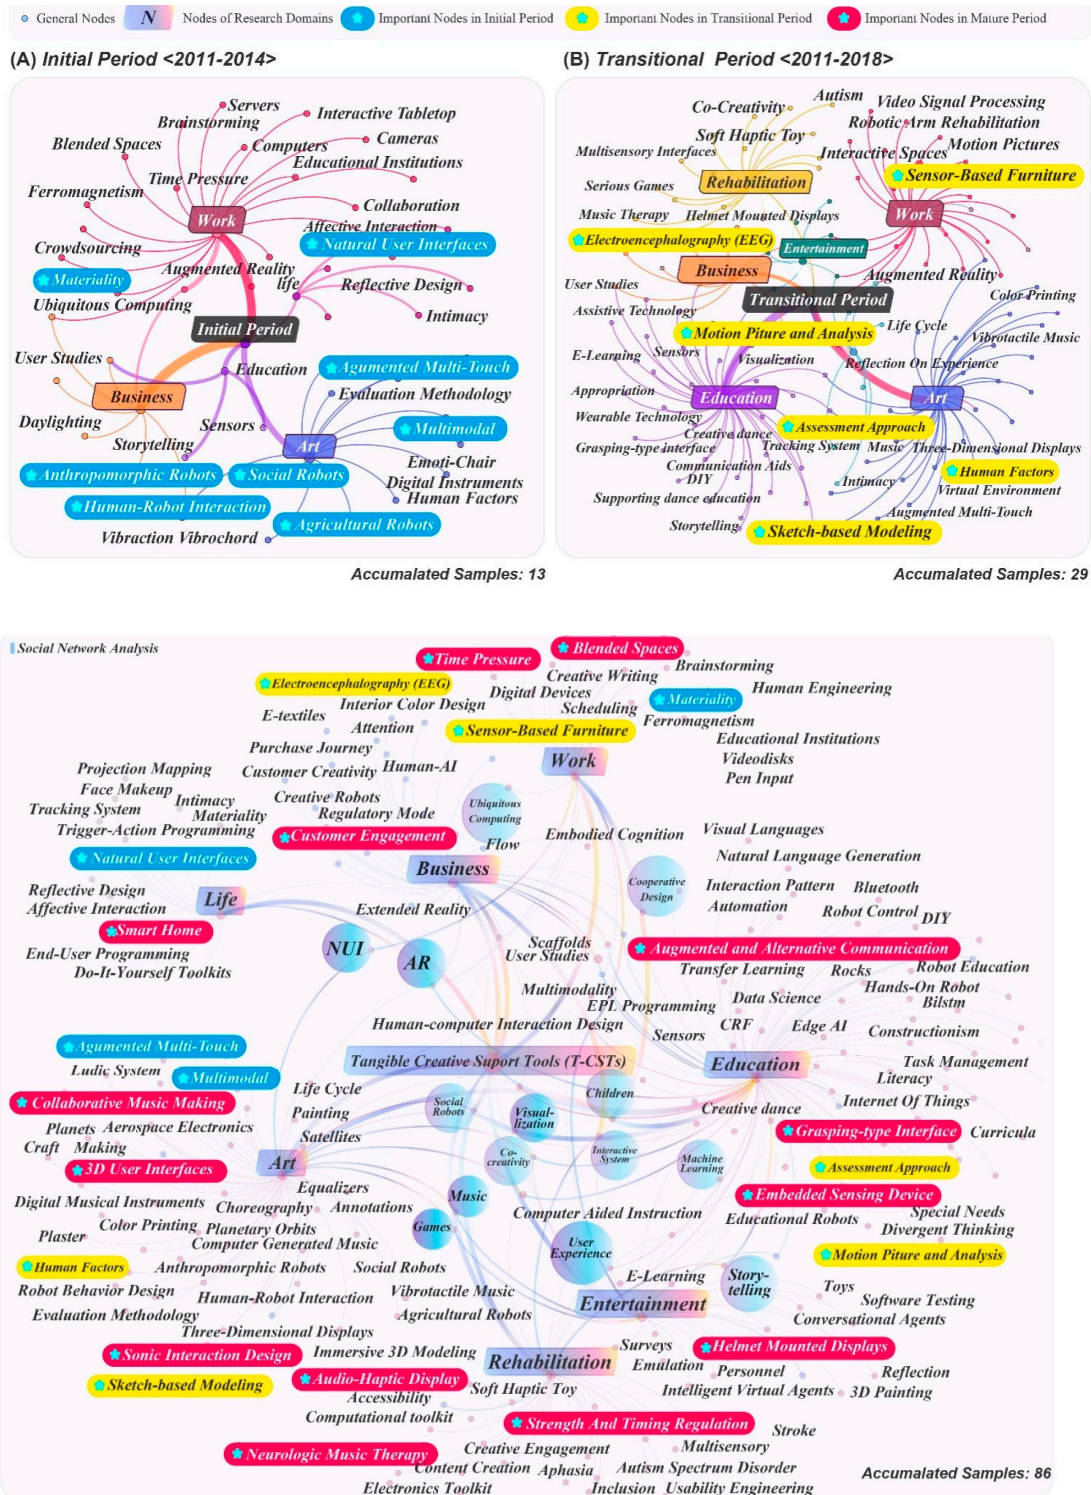 General Nodes
N
Nodes of Research Domains
Important Nodes in Initial Period
Important Nodes in Transitional Period
Important Nodes in Mature Period
(A) Initial Period <2011-2014>
Servers
Brainstorming
Interactive Tabletop
Blended Spaces
Computers
Cameras
Educational Institutions
Time Pressure
Ferromagnetism
Work
Collaboration
Affective Interaction
Crowdsourcing
Natural User Interfaces
Materiality
Augmented Reality
life
Reflective Design
Ubiquitous Computing
Intimacy
Initial Period
User Studies
Education
Agumented Multi-Touch
Business
Evaluation Methodology
Daylighting
Sensors
Multimodal
Storytelling
Art
Emoti-Chair
Anthropomorphic Robots
Social Robots
Digital Instruments
Human-Robot Interaction
Human Factors
Agricultural Robots
Vibraction Vibrochord
Accumalated Samples: 13
(B) Transitional Period <2011-2018>
Autism
Co-Creativity
Video Signal Processing
Soft Haptic Toy
Robotic Arm Rehabilitation
Multisensory Interfaces
Interactive Spaces
Motion Pictures
Rehabilitation
Sensor-Based Furniture
Serious Games
Music Therapy
Helmet Mounted Displays
Work
Electroencephalography (EEG)
Entertainment
Business
User Studies
Augmented Reality
Transitional Period
Color Printing
Assistive Technology
Motion Piture and Analysis
Life Cycle
Vibrotactile Music
E-Learning
Sensors
Visualization
Reflection On Experience
Appropriation
Education
Art
Wearable Technology
Creative dance
Assessment Approach
Grasping-type interface
Tracking System
Music
Three-Dimensional Displays
Communication Aids
Human Factors
DIY
Intimacy
Virtual Environment
Supporting dance education
Augmented Multi-Touch
Storytelling
Sketch-based Modeling
Accumalated Samples: 29
Social Network Analysis
Time Pressure
Blended Spaces
Brainstorming
Electroencephalography (EEG)
Creative Writing
Human Engineering
Digital Devices
Materiality
Interior Color Design
Scheduling
E-textiles
Attention
Sensor-Based Furniture
Ferromagnetism
Purchase Journey
Educational Institutions
Videodisks
Work
Projection Mapping
Customer Creativity
Human-AI
Pen Input
Face Makeup
Creative Robots
Tracking System
Intimacy
Materiality
Regulatory Mode
Ubiquitous
Computing
Trigger-Action Programming
Customer Engagement
Embodied Cognition
Visual Languages
Flow
Natural User Interfaces
Business
Natural Language Generation
Cooperative
Design
Reflective Design
Life
Interaction Pattern
Bluetooth
Affective Interaction
Extended Reality
Automation
Robot Control
DIY
Smart Home
NUI
AR
Scaffolds
Augmented and Alternative Communication
End-User Programming
User Studies
Do-It-Yourself Toolkits
Transfer Learning
Rocks
Robot Education
Multimodality
Hands-On Robot
EPL Programming
Data Science
Bilstm
Human-computer Interaction Design
Sensors
CRF
Edge AI
Constructionism
Agumented Multi-Touch
Tangible Creative Suport Tools (T-CSTs)
Education
Task Management
Ludic System
Multimodal
Literacy
Life Cycle
Children
Internet Of Things
Collaborative Music Making
Painting
Social
Robots
Visual-
lization
Creative dance
Planets
Aerospace Electronics
Satellites
Grasping-type Interface
Curricula
Craft
Making
3D User Interfaces
Art
Co-
creativity
Interactive
System
Machine
Learning
Assessment Approach
Equalizers
Music
Embedded Sensing Device
Digital Musical Instruments
Choreography
Annotations
Computer Aided Instruction
Educational Robots
Special Needs
Color Printing
Planetary Orbits
Games
Divergent Thinking
Plaster
Computer Generated Music
User
Experience
Motion Piture and Analysis
Human Factors
Anthropomorphic Robots
Social Robots
E-Learning
Story-
telling
Robot Behavior Design
Human-Robot Interaction
Vibrotactile Music
Toys
Evaluation Methodology
Agricultural Robots
Entertainment
Software Testing
Three-Dimensional Displays
Conversational Agents
Sonic Interaction Design
Immersive 3D Modeling
Surveys
Helmet Mounted Displays
Rehabilitation
Emulation
Personnel
Reflection
Sketch-based Modeling
Audio-Haptic Display
Soft Haptic Toy
Intelligent Virtual Agents
3D Painting
Accessibility
Computational toolkit
Strength And Timing Regulation
Stroke
Neurologic Music Therapy
Creative Engagement
Multisensory
Content Creation
Aphasia
Autism Spectrum Disorder
Accumalated Samples: 86
Electronics Toolkit
Inclusion
Usability Engineering